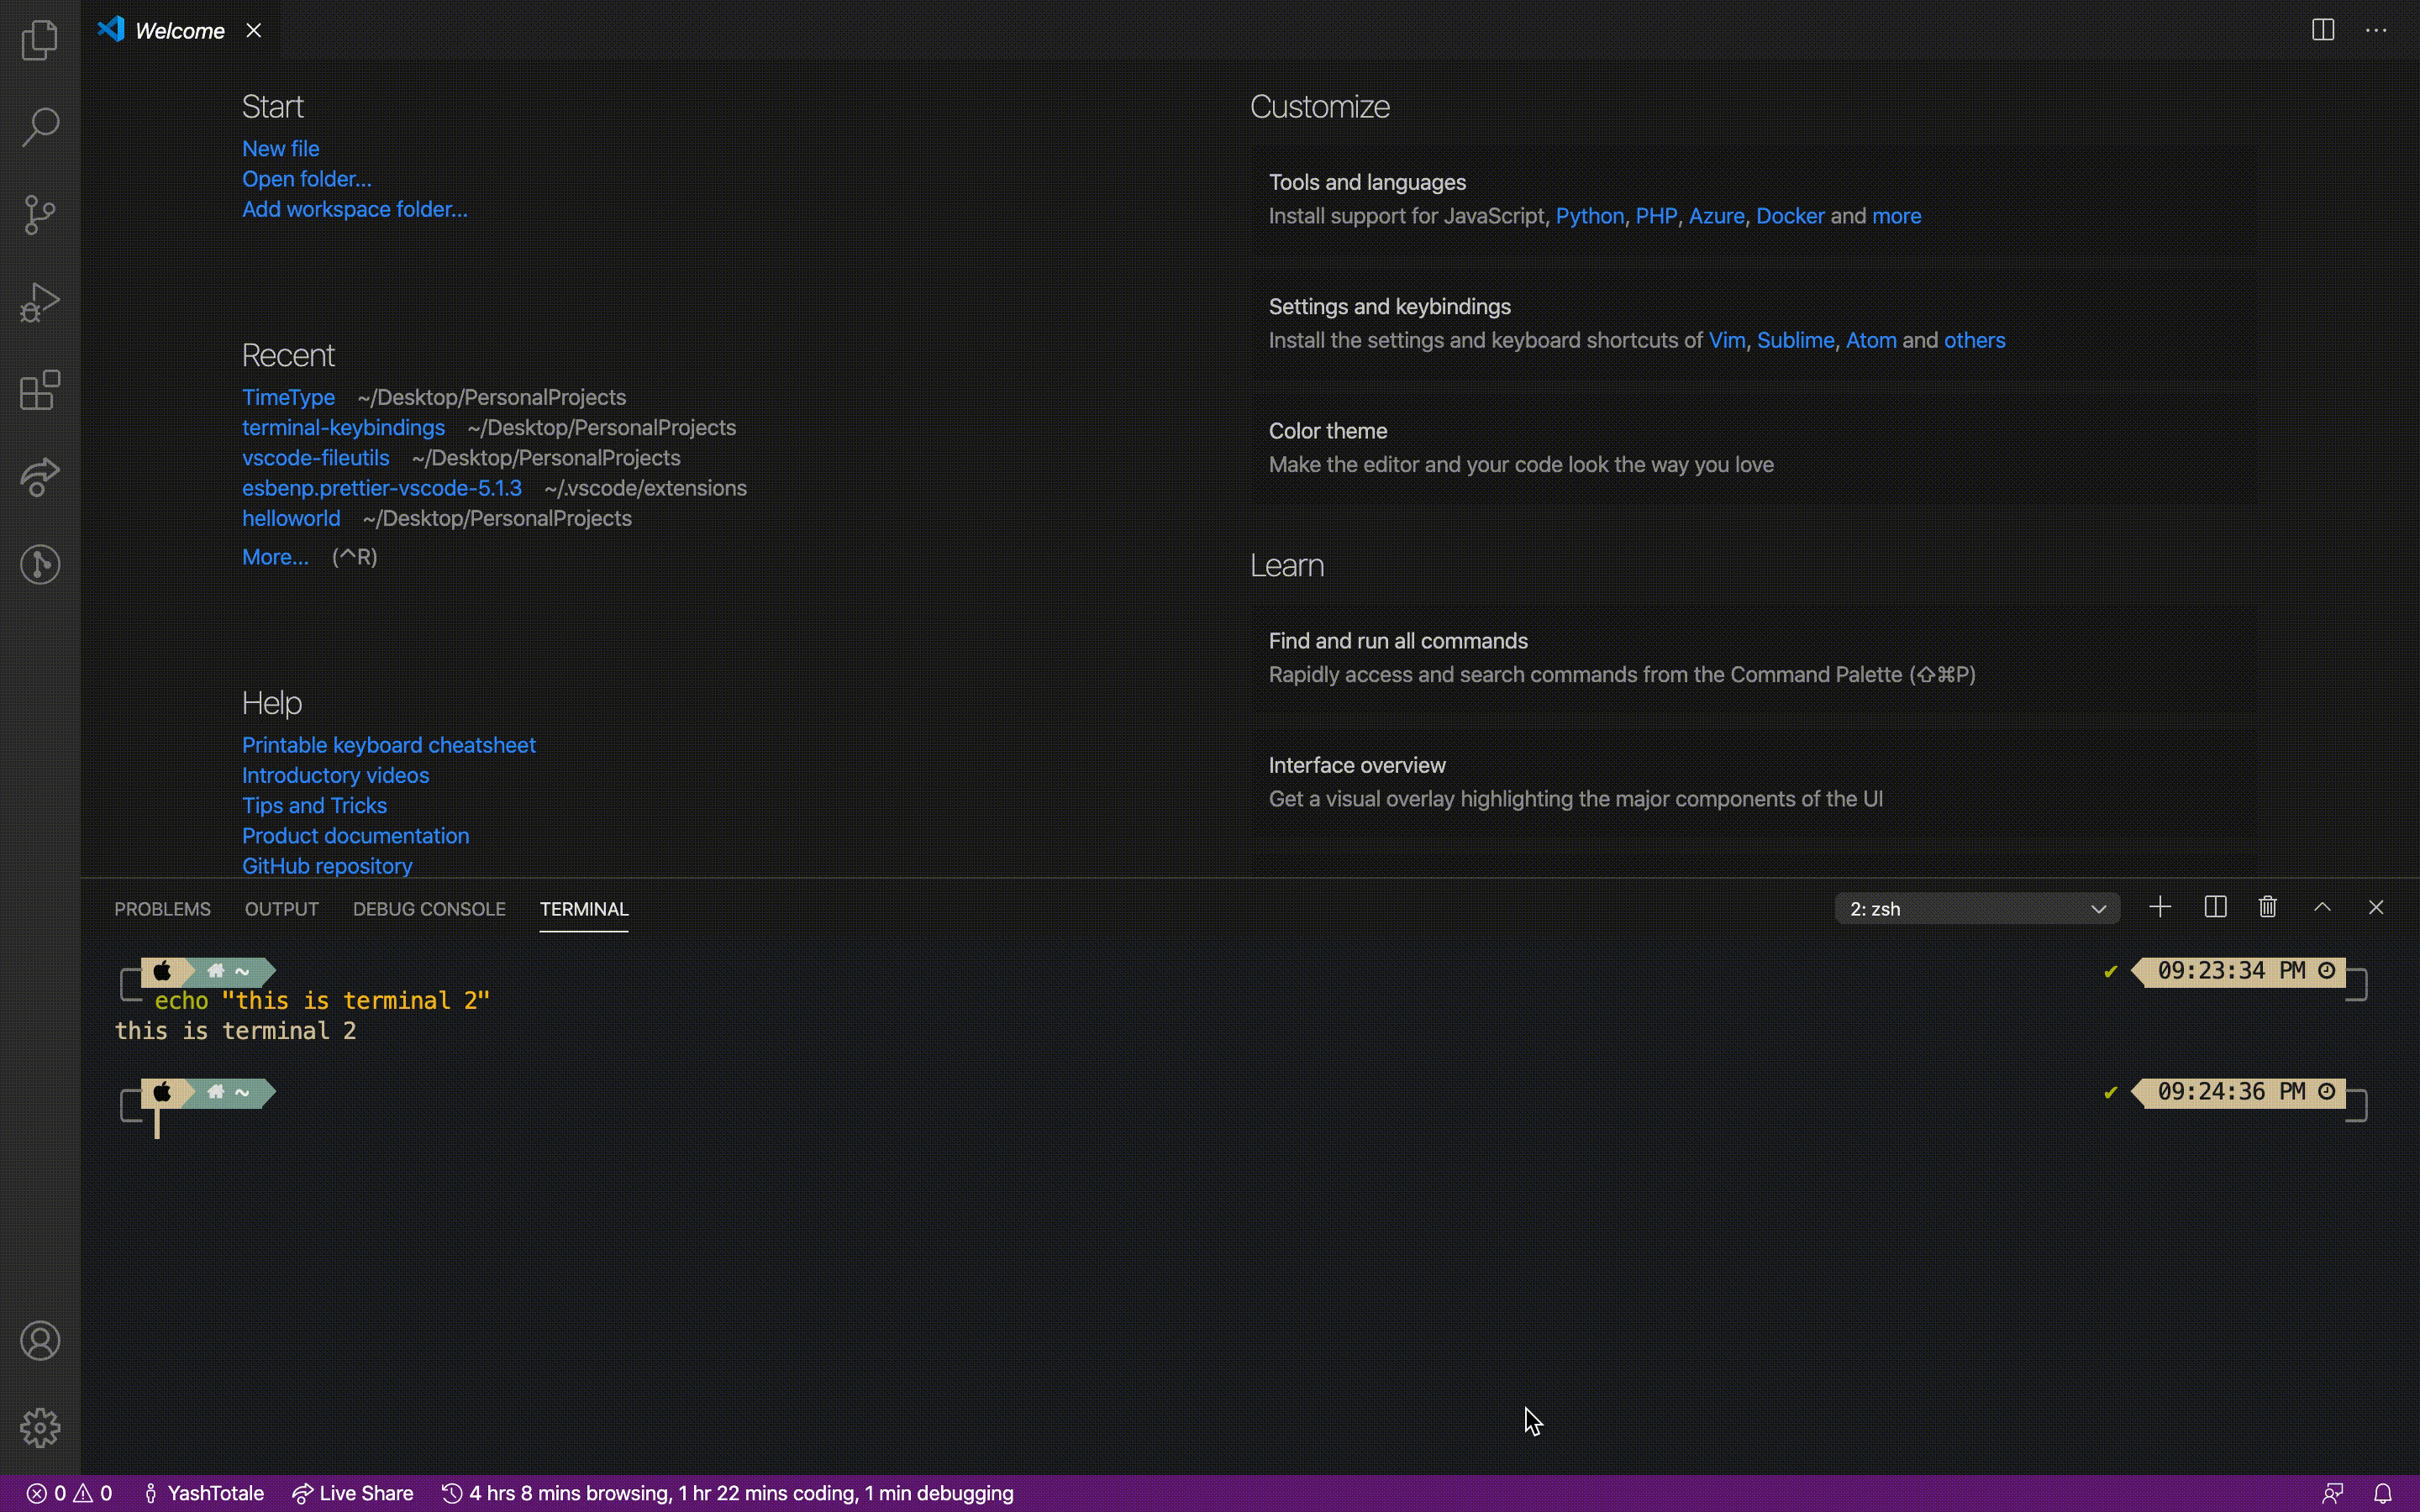 Welcome
Start
New file
Open folder...
Add workspace folder...
Recent
TimeType ~/Desktop/PersonalProjects
terminal-keybindings ~/Desktop/PersonalProjects
vscode-fileutils ~/Desktop/PersonalProjects
esbenp.prettier-vscode-5.1.3 ~/.vscode/extensions
helloworld ~/Desktop/PersonalProjects
More... (^R)
Help
Printable keyboard cheatsheet
Introductory videos
Tips and Tricks
Product documentation
GitHub repository
Customize
Tools and languages
Install support for JavaScript, Python, PHP, Azure, Docker and more
Settings and keybindings
Install the settings and keyboard shortcuts of Vim, Sublime, Atom and others
Color theme
Make the editor and your code look the way you love
Learn
Find and run all commands
Rapidly access and search commands from the Command Palette (⇧⌘P)
Interface overview
Get a visual overlay highlighting the major components of the UI
PROBLEMS OUTPUT DEBUG CONSOLE TERMINAL 2: zsh
~ ✔ 09:23:34 PM
echo "this is terminal 2"
this is terminal 2
~ ✔ 09:24:36 PM
0 0 YashTotale Live Share 4 hrs 8 mins browsing, 1 hr 22 mins coding, 1 min debugging